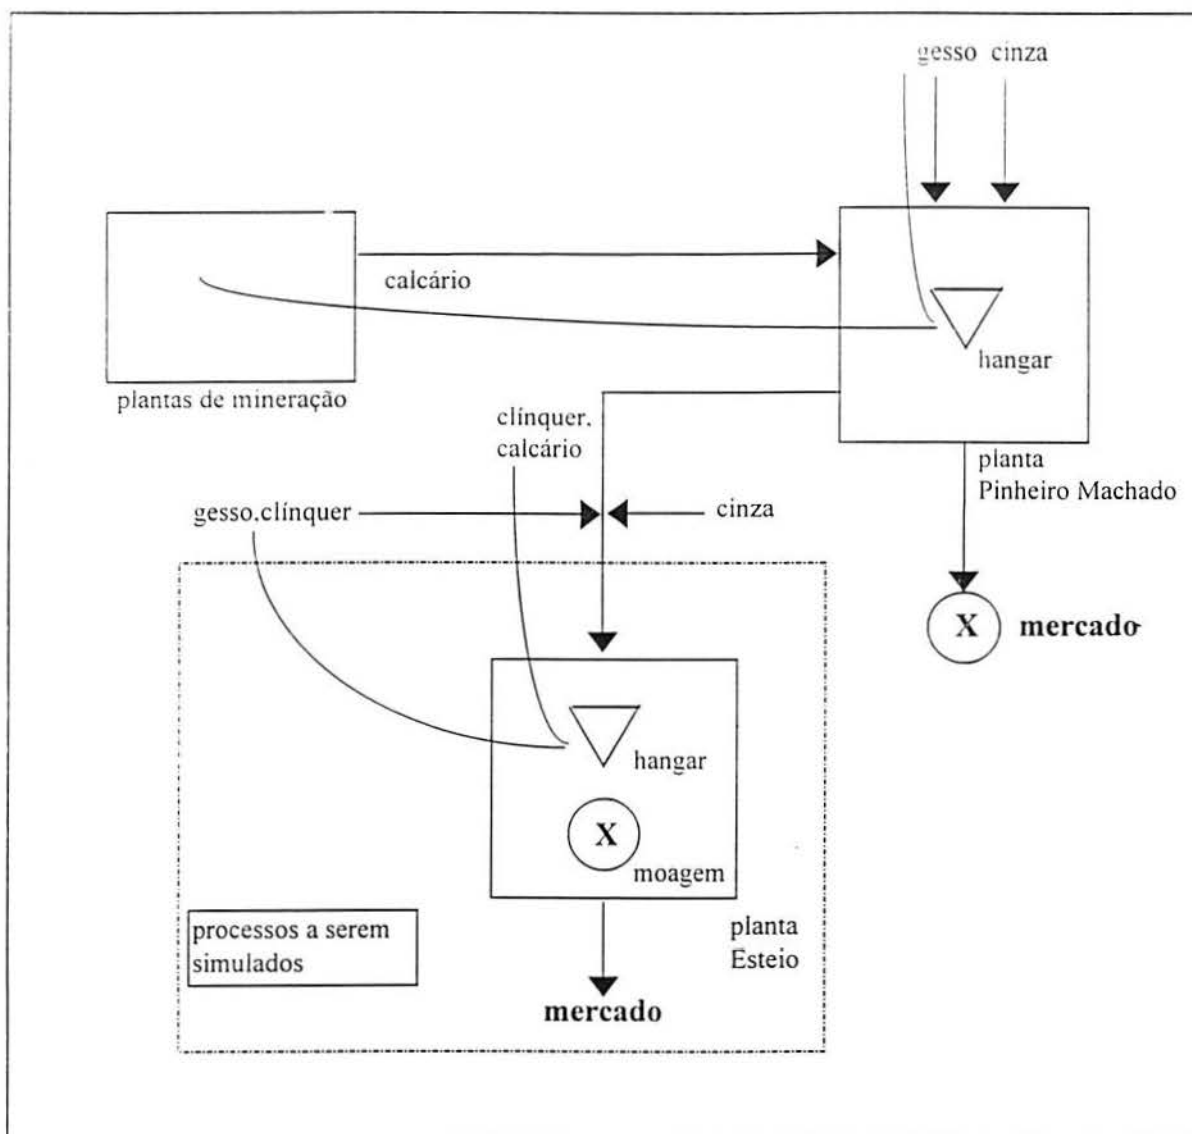 gesso cinza
calcário
hangar
plantas de mineração
clínquer.
calcário
planta
Pinheiro Machado
gesso.clínquer
cinza
X mercado
hangar
X
moagem
processos a serem
simulados
planta
Esteio
mercado